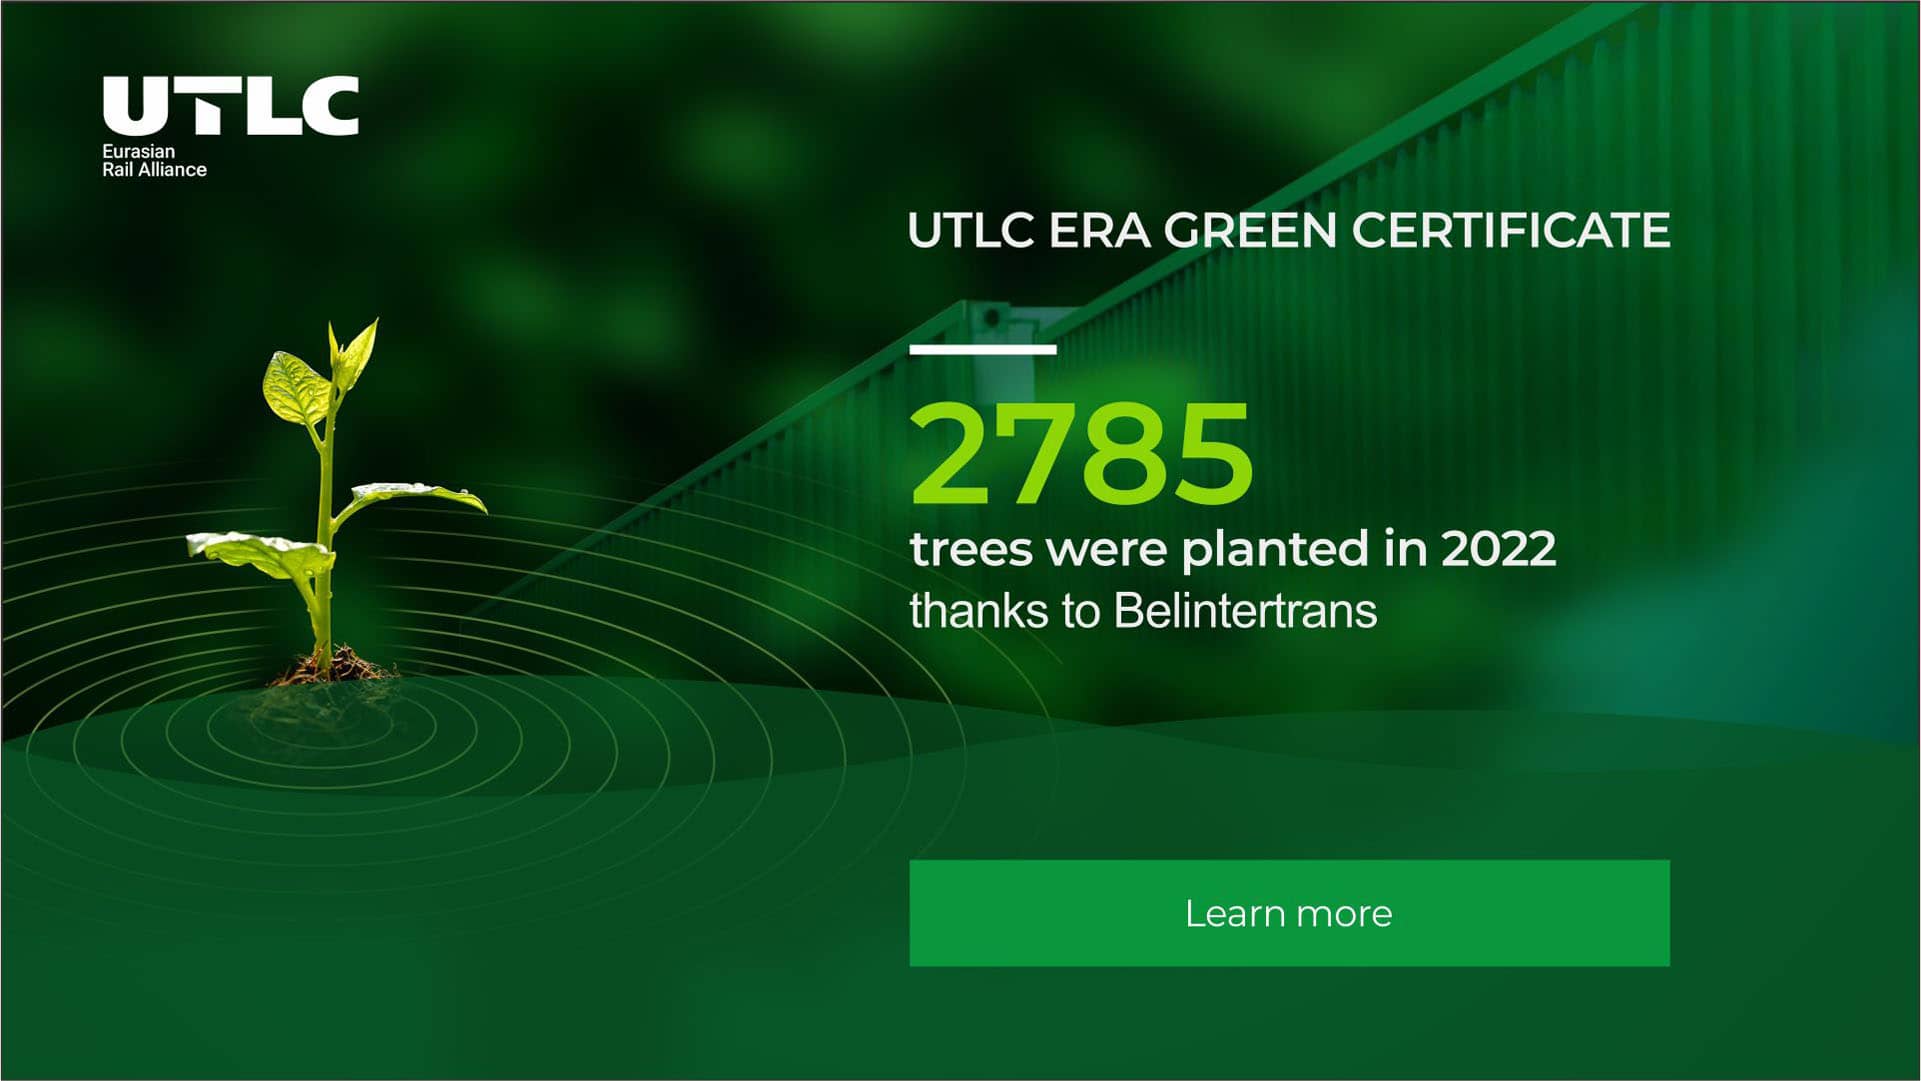 UTLC
Eurasian
Rail Alliance
UTLC ERA GREEN CERTIFICATE
2785
trees were planted in 2022
thanks to Belintertrans
Learn more